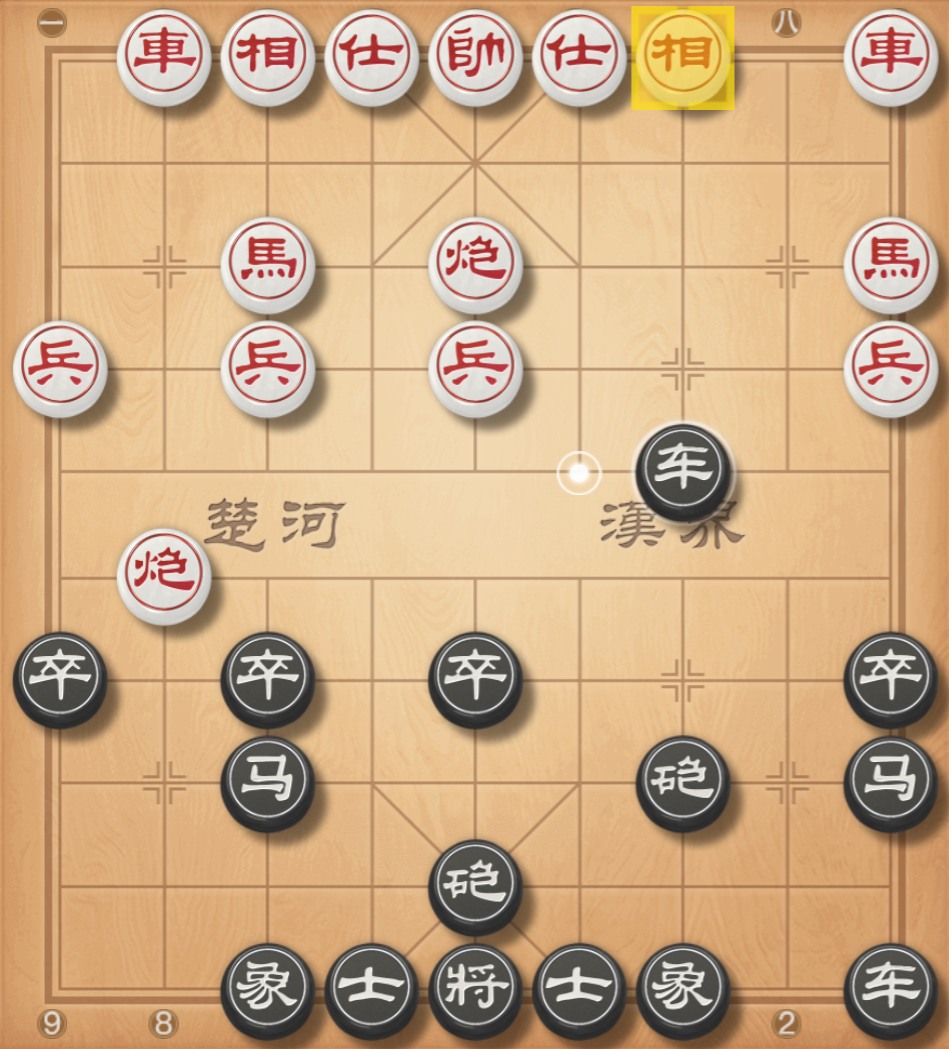 一 車 相 仕 帥 仕 相 八 車
馬 炮 馬
兵 兵 兵 兵
车
楚河 漢界
炮
卒 卒 卒 卒
马 砲 马
砲
象 士 將 士 象 车
9 8 2